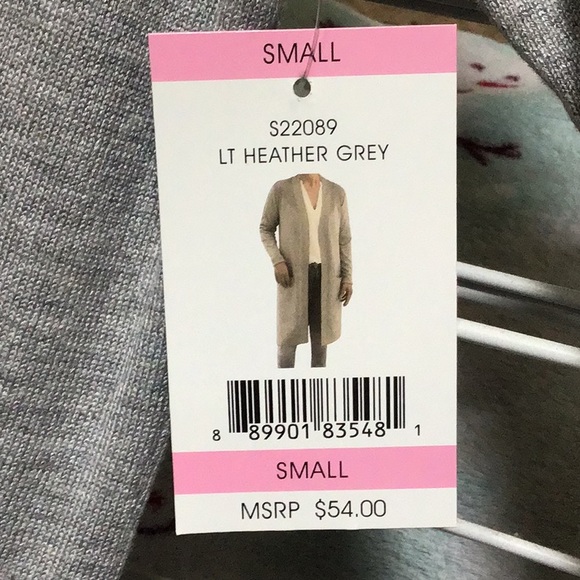 SMALL
S22089
LT HEATHER GREY
8 89901 83548 1
SMALL
MSRP $54.00